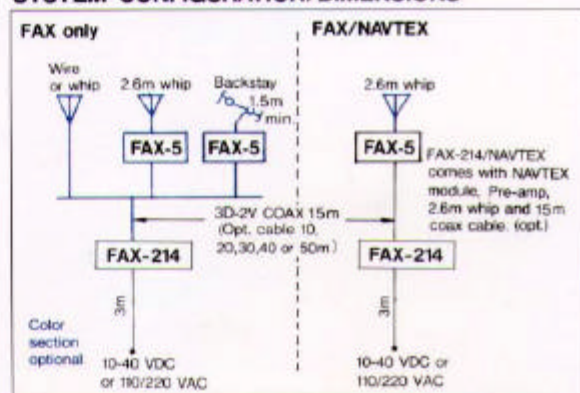 SYSTEM CONFIGURATION/DIMENSIONS
FAX only
Wire
or whip
2.6m whip
Backstay
1.5m
min.
FAX-5
FAX-5
3D-2V COAX 15m
(Opt. cable 10,
20,30,40 or 50m)
FAX-214
3m
Color
section
optional
10-40 VDC
or 110/220 VAC
FAX/NAVTEX
2.6m whip
FAX-5
FAX-214/NAVTEX
comes with NAVTEX
module, Pre-amp,
2.6m whip and 15m
coax cable. (opt.)
FAX-214
3m
10-40 VDC or
110/220 VAC